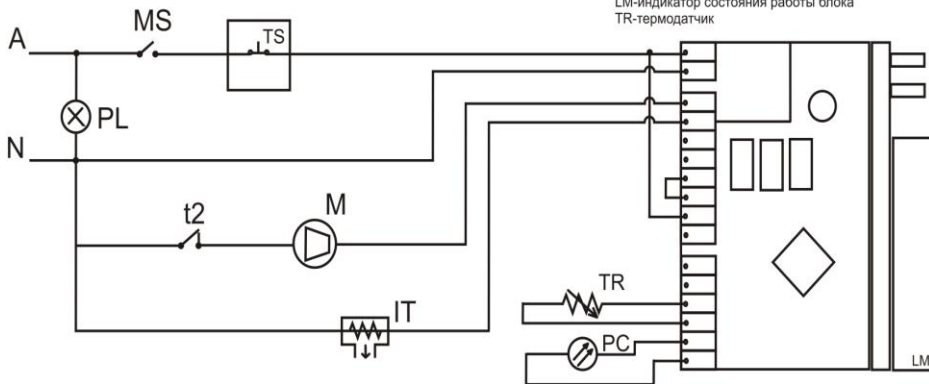 LM-индикатор состояния работы блока
TR-термодатчик
MS
TS
A
PL
N
t2
M
TR
IT
PC
LM